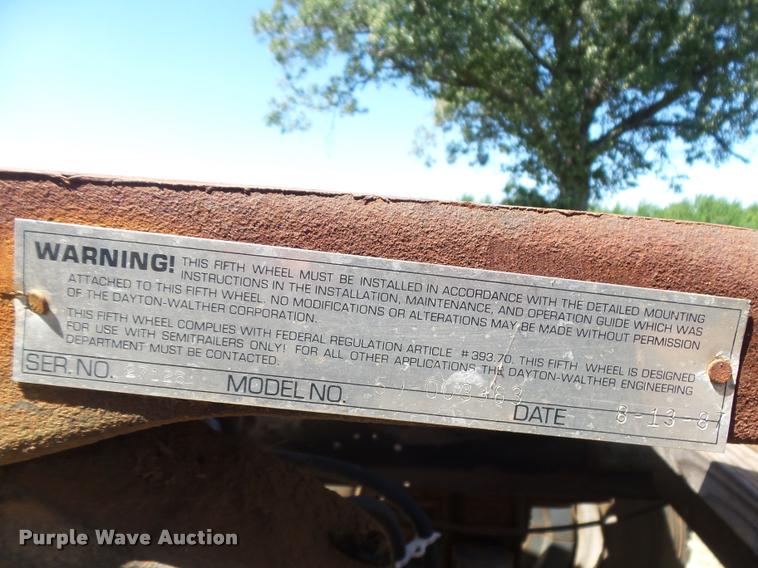 WARNING! THIS FIFTH WHEEL MUST BE INSTALLED IN ACCORDANCE WITH THE DETAILED MOUNTING
INSTRUCTIONS IN THE INSTALLATION, MAINTENANCE, AND OPERATION GUIDE WHICH WAS
ATTACHED TO THIS FIFTH WHEEL. NO MODIFICATIONS OR ALTERATIONS MAY BE MADE WITHOUT PERMISSION
OF THE DAYTON-WALTHER CORPORATION.
THIS FIFTH WHEEL COMPLIES WITH FEDERAL REGULATION ARTICLE #393.70. THIS FIFTH WHEEL IS DESIGNED
FOR USE WITH SEMITRAILERS ONLY! FOR ALL OTHER APPLICATIONS THE DAYTON-WALTHER ENGINEERING
DEPARTMENT MUST BE CONTACTED.
SER. NO. MODEL NO. DATE 8-13-87
Purple Wave Auction